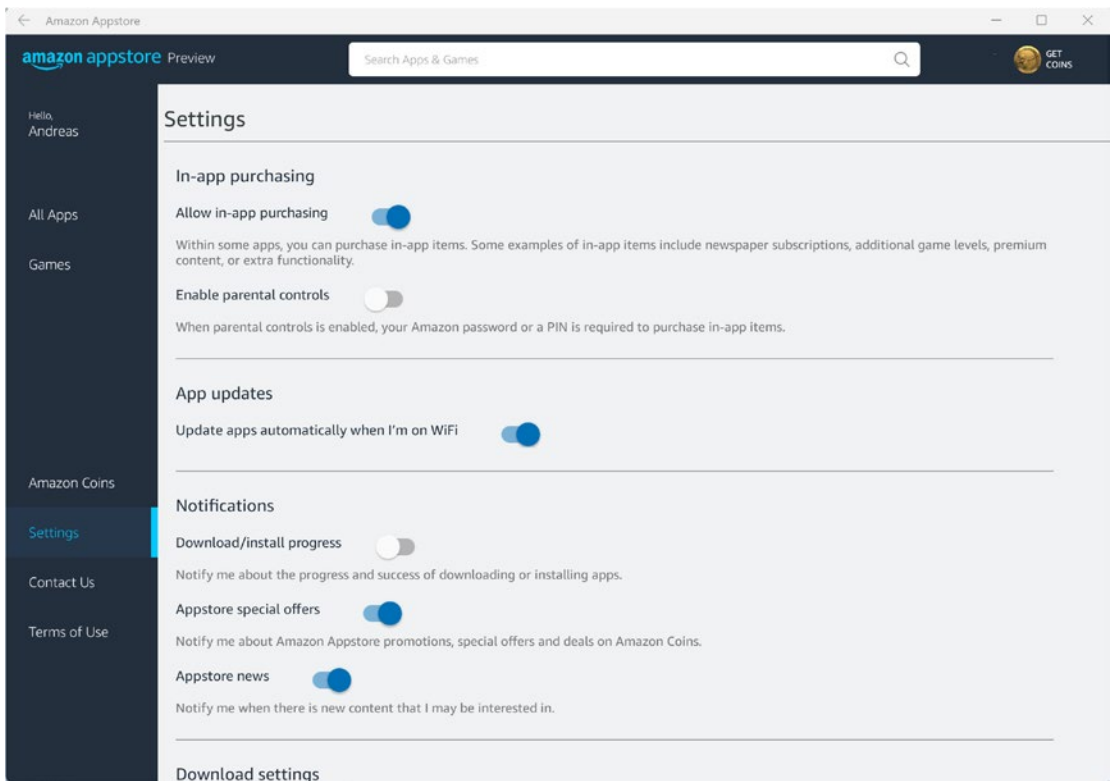 Amazon Appstore
amazon appstore Preview
Search Apps & Games
GET
COINS
Hello,
Andreas
All Apps
Games
Amazon Coins
Settings
Contact Us
Terms of Use
Settings
In-app purchasing
Allow in-app purchasing
Within some apps, you can purchase in-app items. Some examples of in-app items include newspaper subscriptions, additional game levels, premium
content, or extra functionality.
Enable parental controls
When parental controls is enabled, your Amazon password or a PIN is required to purchase in-app items.
App updates
Update apps automatically when I'm on WiFi
Notifications
Download/install progress
Notify me about the progress and success of downloading or installing apps.
Appstore special offers
Notify me about Amazon Appstore promotions, special offers and deals on Amazon Coins.
Appstore news
Notify me when there is new content that I may be interested in.
Download settings